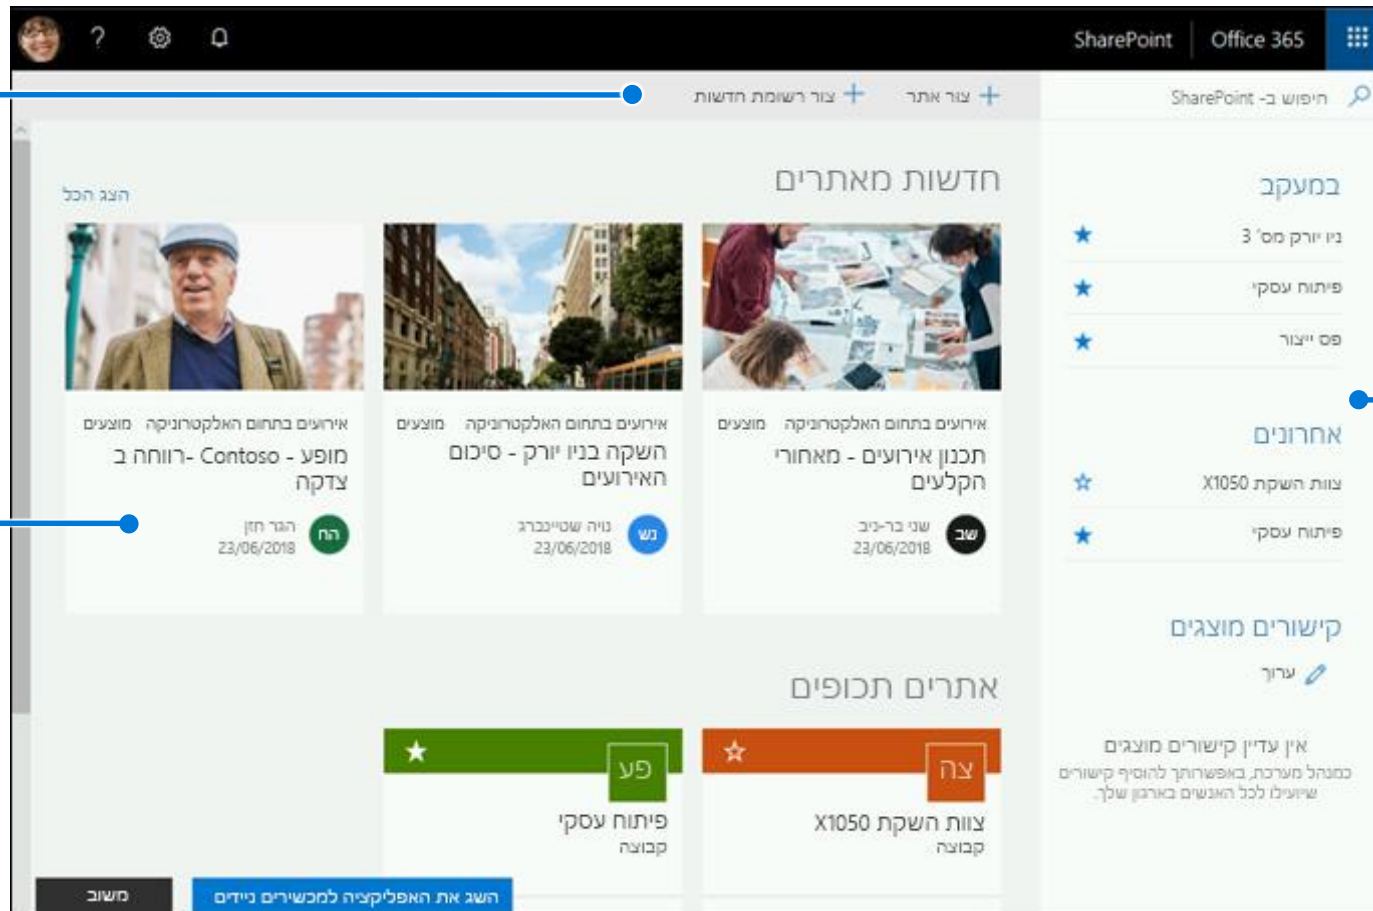 Office 365
SharePoint
?
חיפוש ב- SharePoint
צור אתר
צור רשומת חדשות
במעקב
ניו יורק מס' 3
פיתוח עסקי
פס ייצור
אחרונים
צוות השקת X1050
פיתוח עסקי
קישורים מוצגים
ערוך
אין עדיין קישורים מוצגים
כמנהל מערכת, באפשרותך להוסיף קישורים
שיועילו לכל האנשים בארגון שלך.
חדשות מאתרים
הצג הכל
אירועים בתחום האלקטרוניקה מוצעים
תכנון אירועים - מאחורי
הקלעים
שב
שני בר-ניב
23/06/2018
אירועים בתחום האלקטרוניקה מוצעים
השקה בניו יורק - סיכום
האירועים
נש
נויה שטיינברג
23/06/2018
אירועים בתחום האלקטרוניקה מוצעים
מופע - Contoso -רווחה ב
צדקה
הח
הגר חזן
23/06/2018
אתרים תכופים
צה
צוות השקת X1050
קבוצה
פע
פיתוח עסקי
קבוצה
השג את האפליקציה למכשירים ניידים
משוב